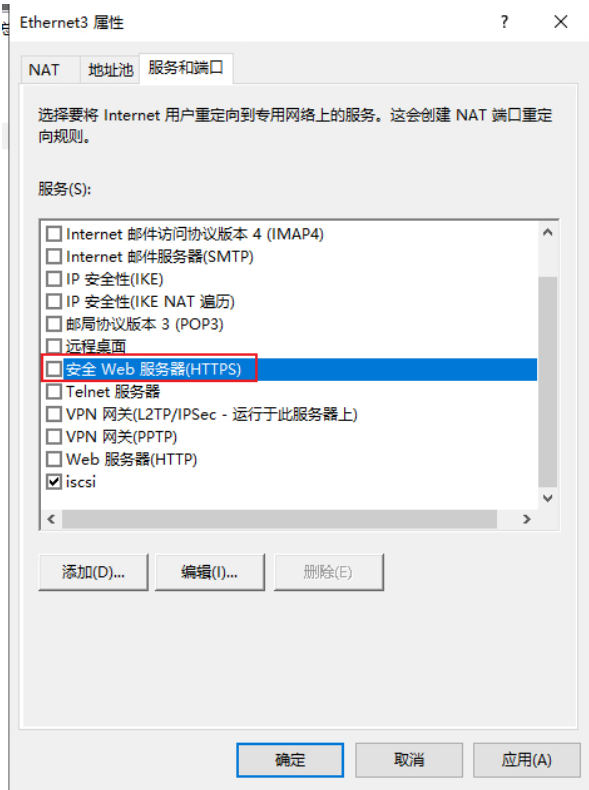 Ethernet3 属性
NAT
地址池
服务和端口
选择要将 Internet 用户重定向到专用网络上的服务。这会创建 NAT 端口重定
向规则。
服务(S):
Internet 邮件访问协议版本 4 (IMAP4)
Internet 邮件服务器(SMTP)
IP 安全性(IKE)
IP 安全性(IKE NAT 遍历)
邮局协议版本 3 (POP3)
远程桌面
安全 Web 服务器(HTTPS)
Telnet 服务器
VPN 网关(L2TP/IPSec - 运行于此服务器上)
VPN 网关(PPTP)
Web 服务器(HTTP)
iscsi
添加(D)...
编辑(I)...
删除(E)
确定
取消
应用(A)